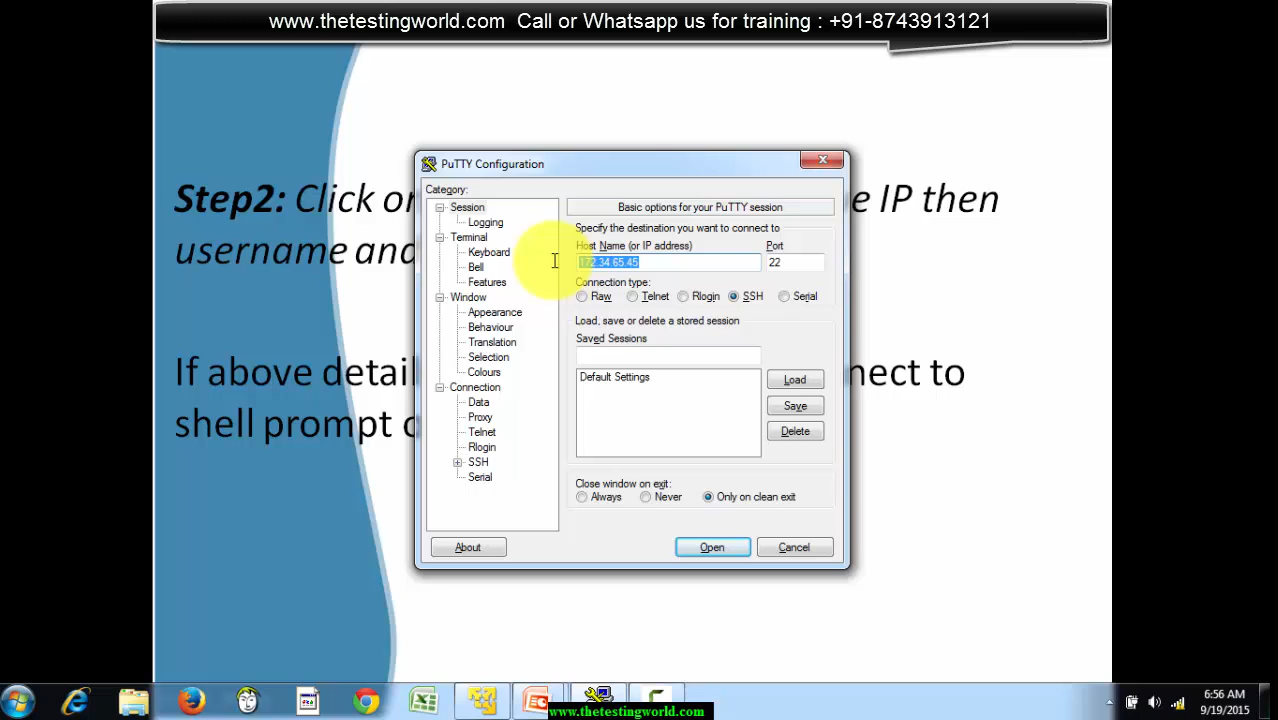 www.thetestingworld.com Call or Whatsapp us for training : +91-8743913121
PuTTY Configuration
Step2: Click or
e IP then
username and
If above detail
nect to
shell prompt
Category:
Session
Logging
Terminal
Keyboard
Bell
Features
Window
Appearance
Behaviour
Translation
Selection
Colours
Connection
Data
Proxy
Telnet
Rlogin
SSH
Serial
Basic options for your PuTTY session
Specify the destination you want to connect to
Host Name (or IP address) Port
172.34.65.45 22
Connection type:
Raw Telnet Rlogin SSH Serial
Load, save or delete a stored session
Saved Sessions
Default Settings
Load
Save
Delete
Close window on exit:
Always Never Only on clean exit
About Open Cancel
6:56 AM
9/19/2015
www.thetestingworld.com